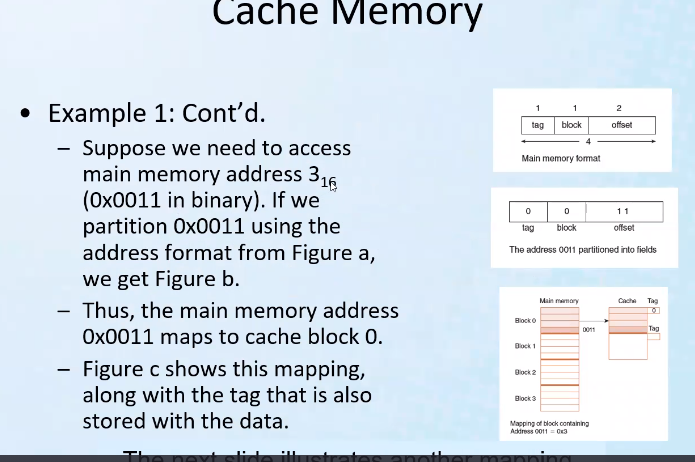 Cache Memory
• Example 1: Cont'd.
– Suppose we need to access
main memory address 3₁₆
(0x0011 in binary). If we
partition 0x0011 using the
address format from Figure a,
we get Figure b.
– Thus, the main memory address
0x0011 maps to cache block 0.
– Figure c shows this mapping,
along with the tag that is also
stored with the data.
The next slide illustrates another mapping
1 1 2
tag block offset
4
Main memory format
0 0 1 1
tag block offset
The address 0011 partitioned into fields
Main memory Cache Tag
0
Block 0
0011
Tag
Block 1
Block 2
Block 3
Mapping of block containing
Address 0011 = 0x3